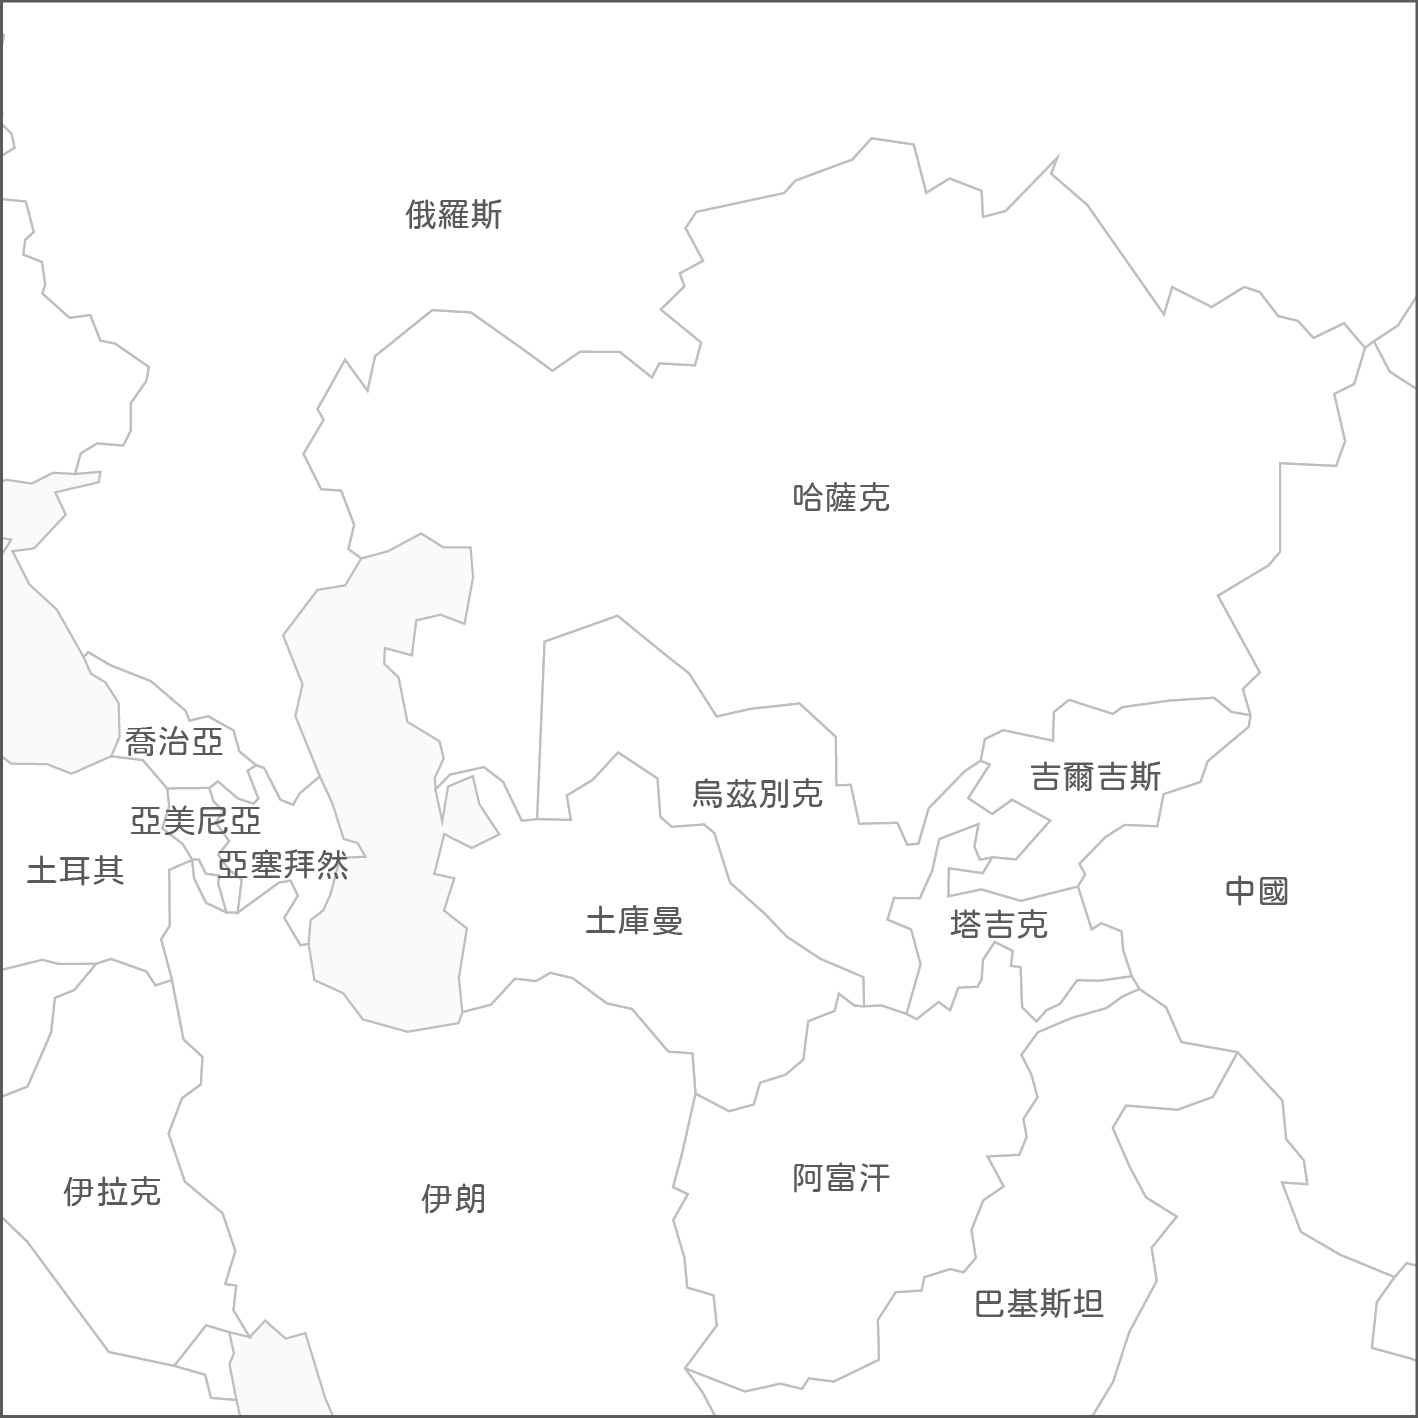 俄羅斯
哈薩克
喬治亞
吉爾吉斯
烏茲別克
亞美尼亞
亞塞拜然
土耳其
中國
土庫曼
塔吉克
阿富汗
伊拉克
伊朗
巴基斯坦